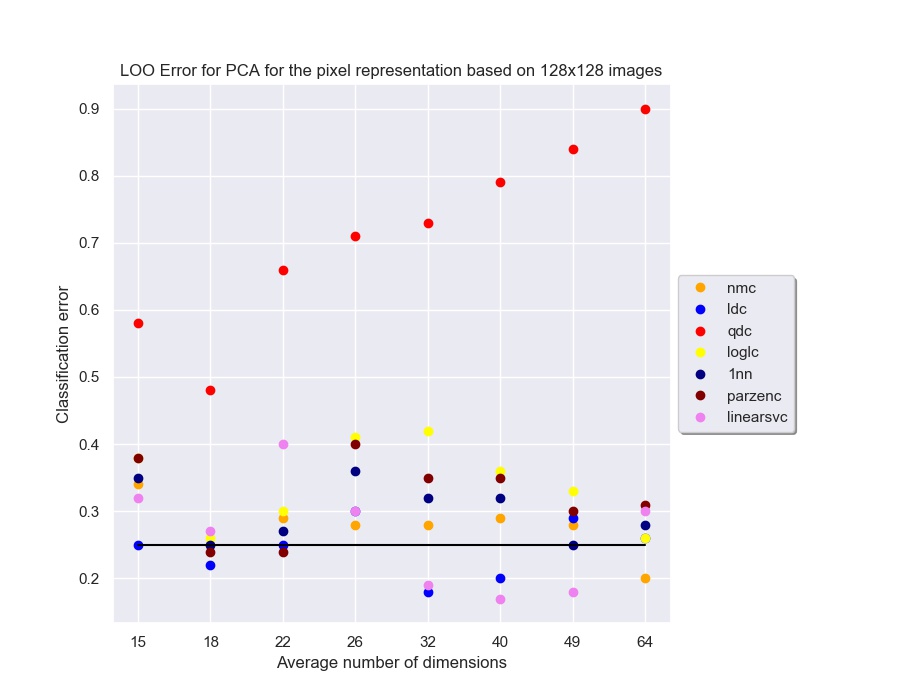 LOO Error for PCA for the pixel representation based on 128x128 images
0.9
0.8
0.7
0.6
0.5
0.4
0.3
0.2
Classification error
15 18 22 26 32 40 49 64
Average number of dimensions
nmc
ldc
qdc
loglc
1nn
parzenc
linearsvc